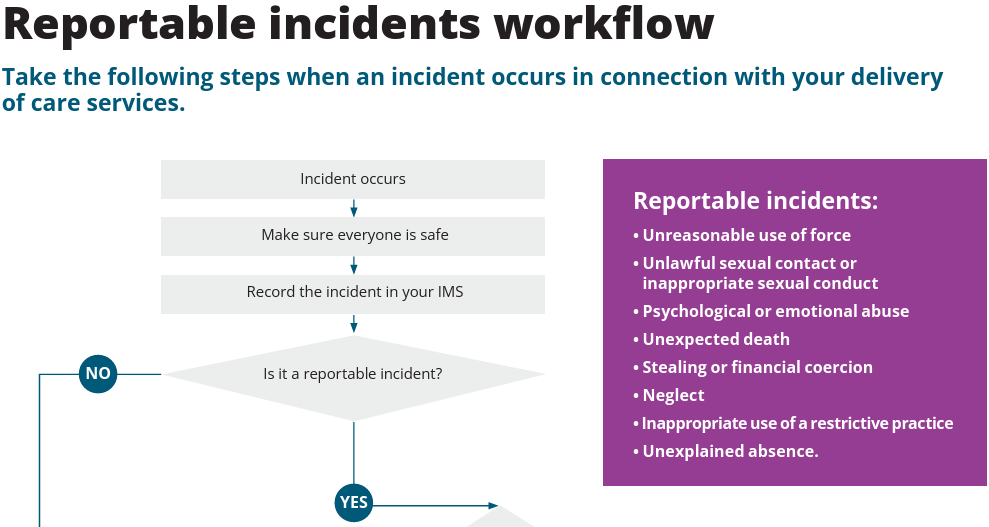 Reportable incidents workflow
Take the following steps when an incident occurs in connection with your delivery
of care services.
Incident occurs
Make sure everyone is safe
Record the incident in your IMS
Is it a reportable incident?
NO
YES
Reportable incidents:
• Unreasonable use of force
• Unlawful sexual contact or
inappropriate sexual conduct
• Psychological or emotional abuse
• Unexpected death
• Stealing or financial coercion
• Neglect
• Inappropriate use of a restrictive practice
• Unexplained absence.